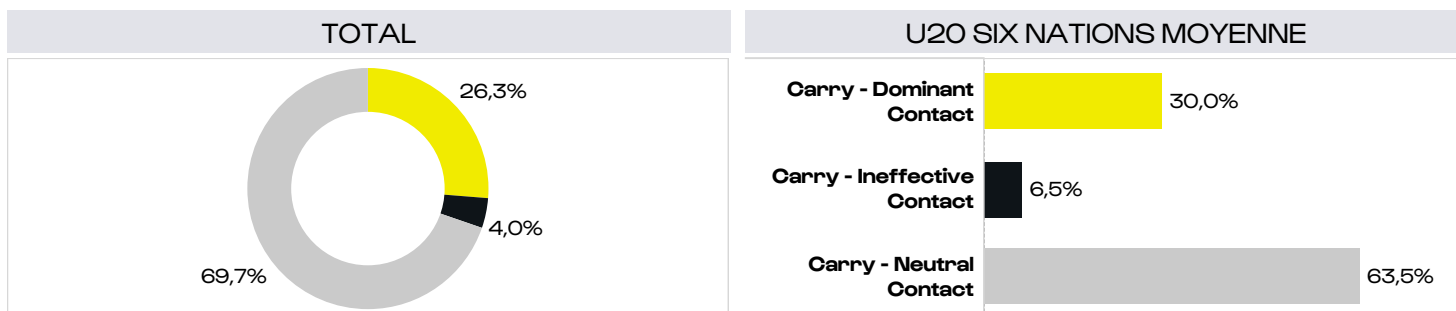 TOTAL
26,3%
4,0%
69,7%
U20 SIX NATIONS MOYENNE
Carry - Dominant
Contact
30,0%
Carry - Ineffective
Contact
6,5%
Carry - Neutral
Contact
63,5%